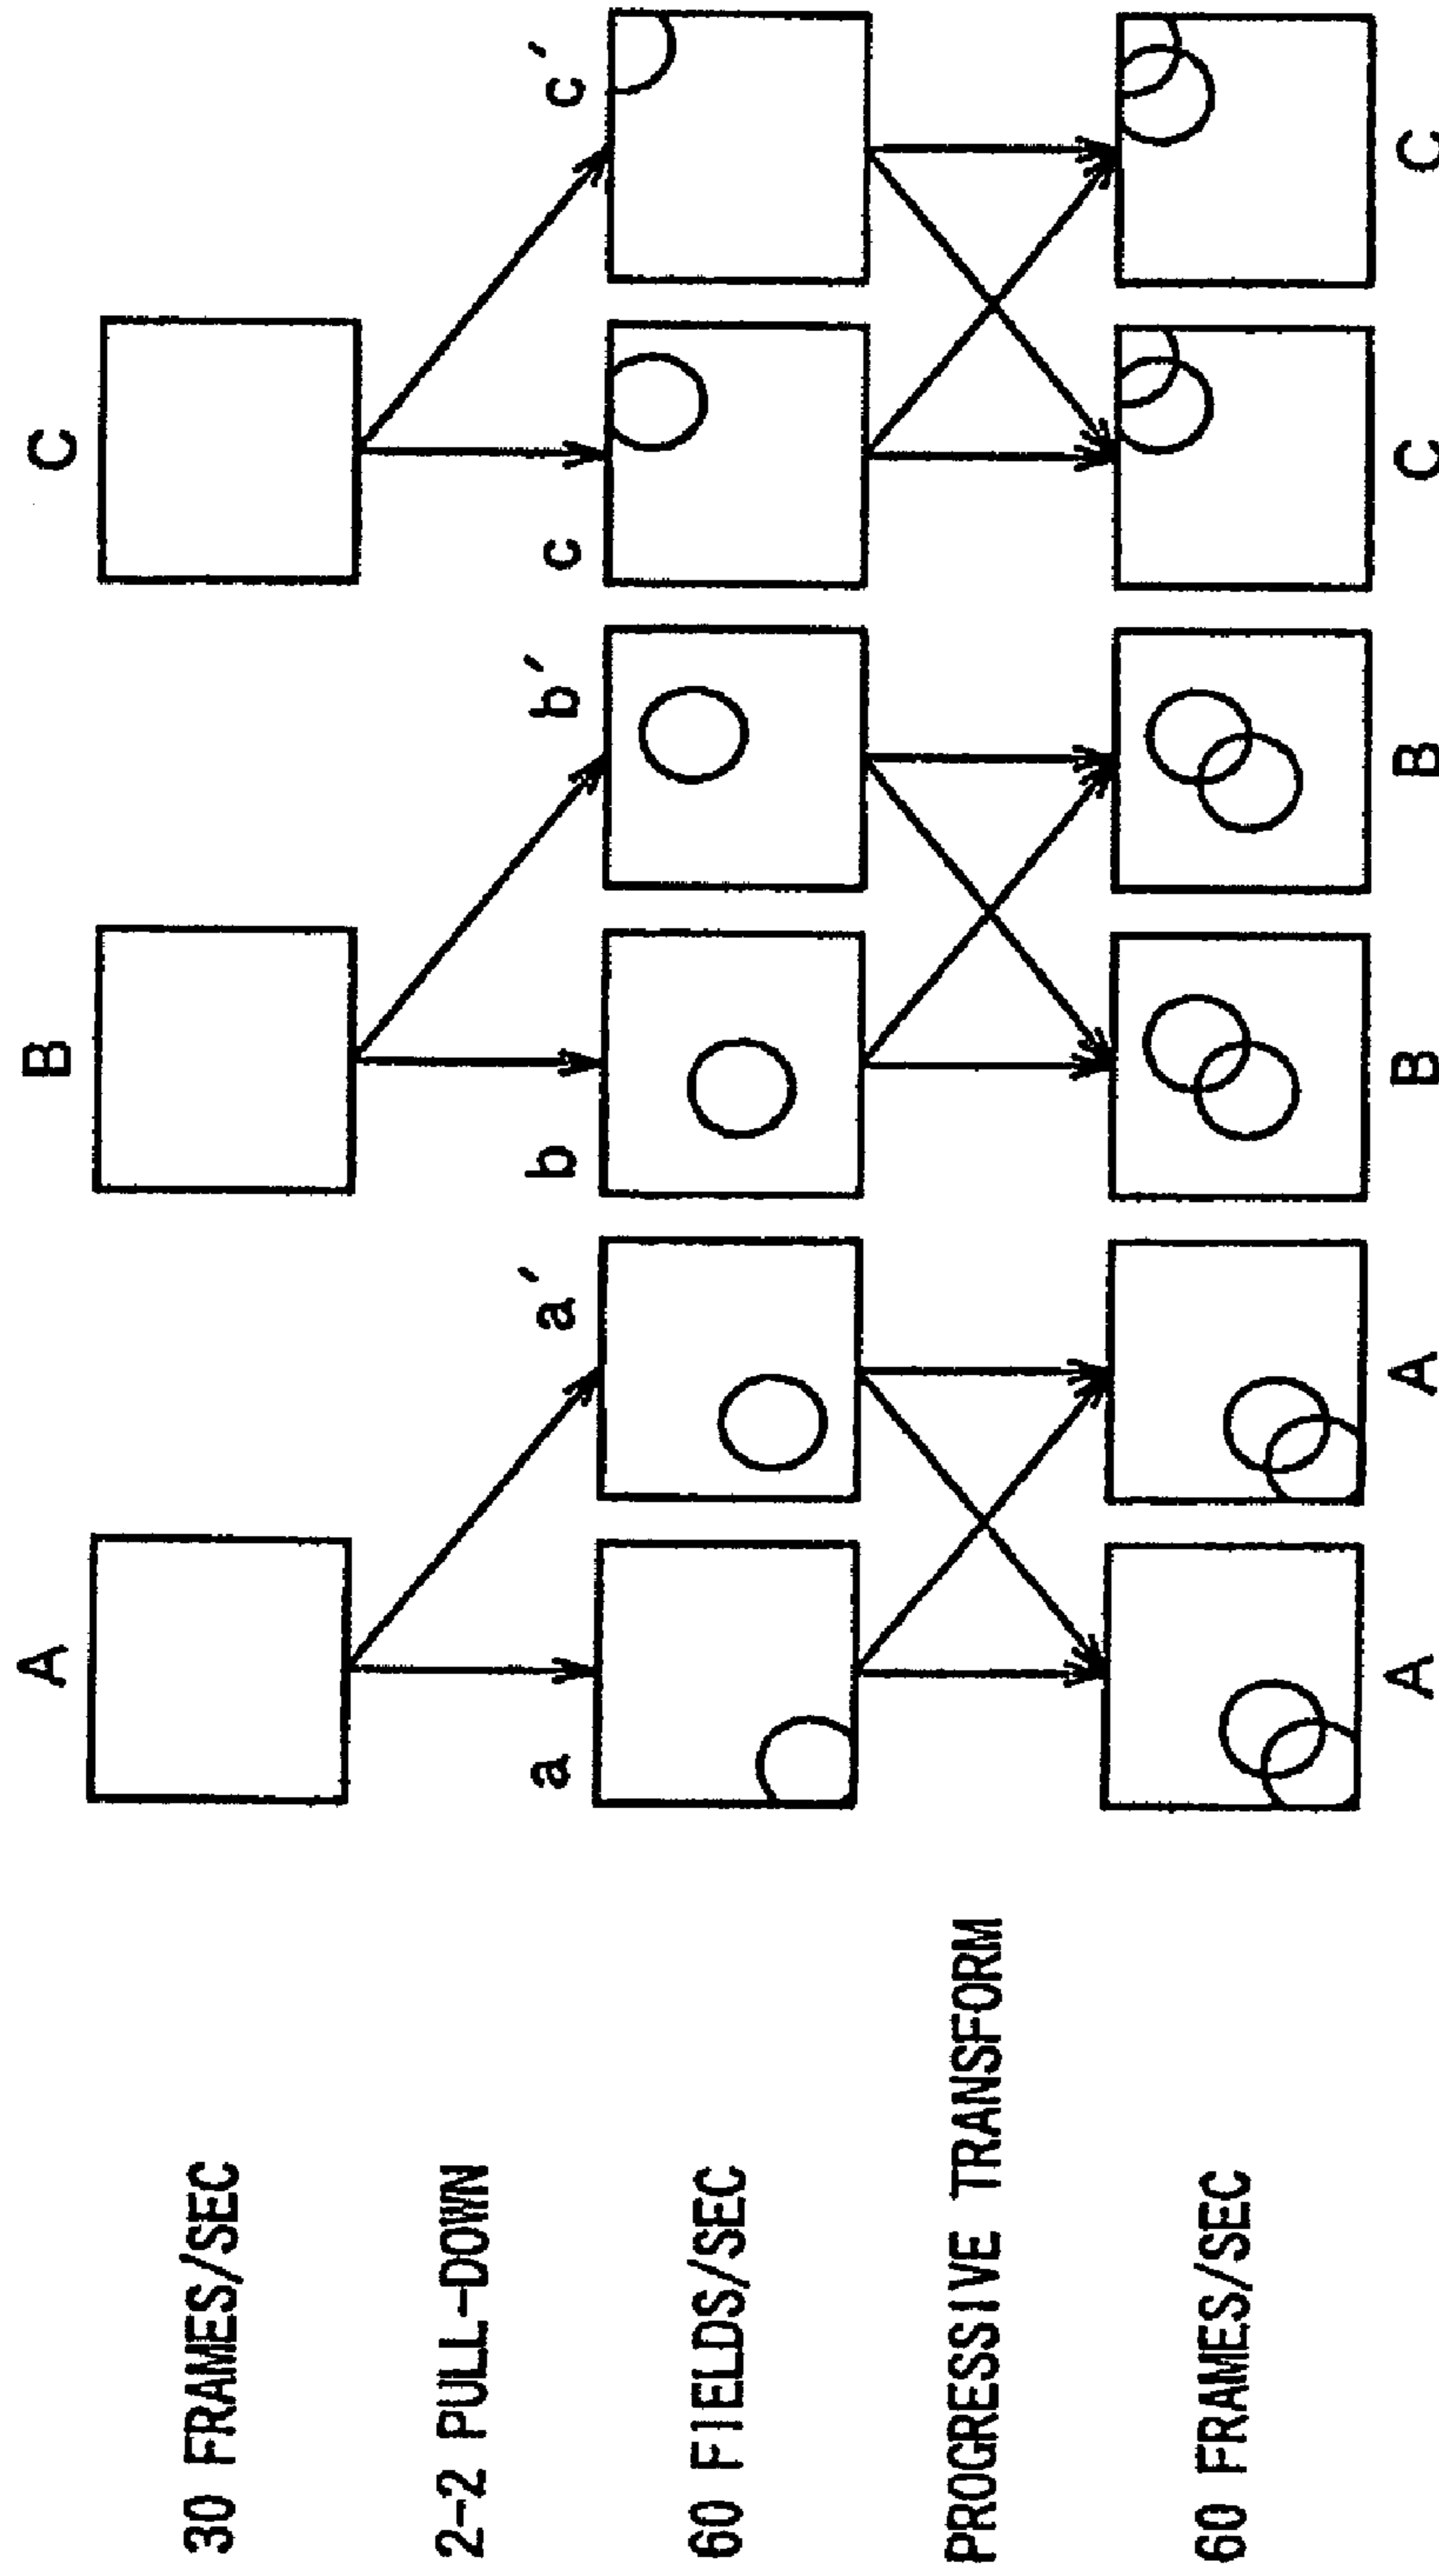 A B C
30 FRAMES/SEC
2-2 PULL-DOWN
a a' b b' c c'
60 FIELDS/SEC
PROGRESSIVE TRANSFORM
60 FRAMES/SEC
A A B B C C